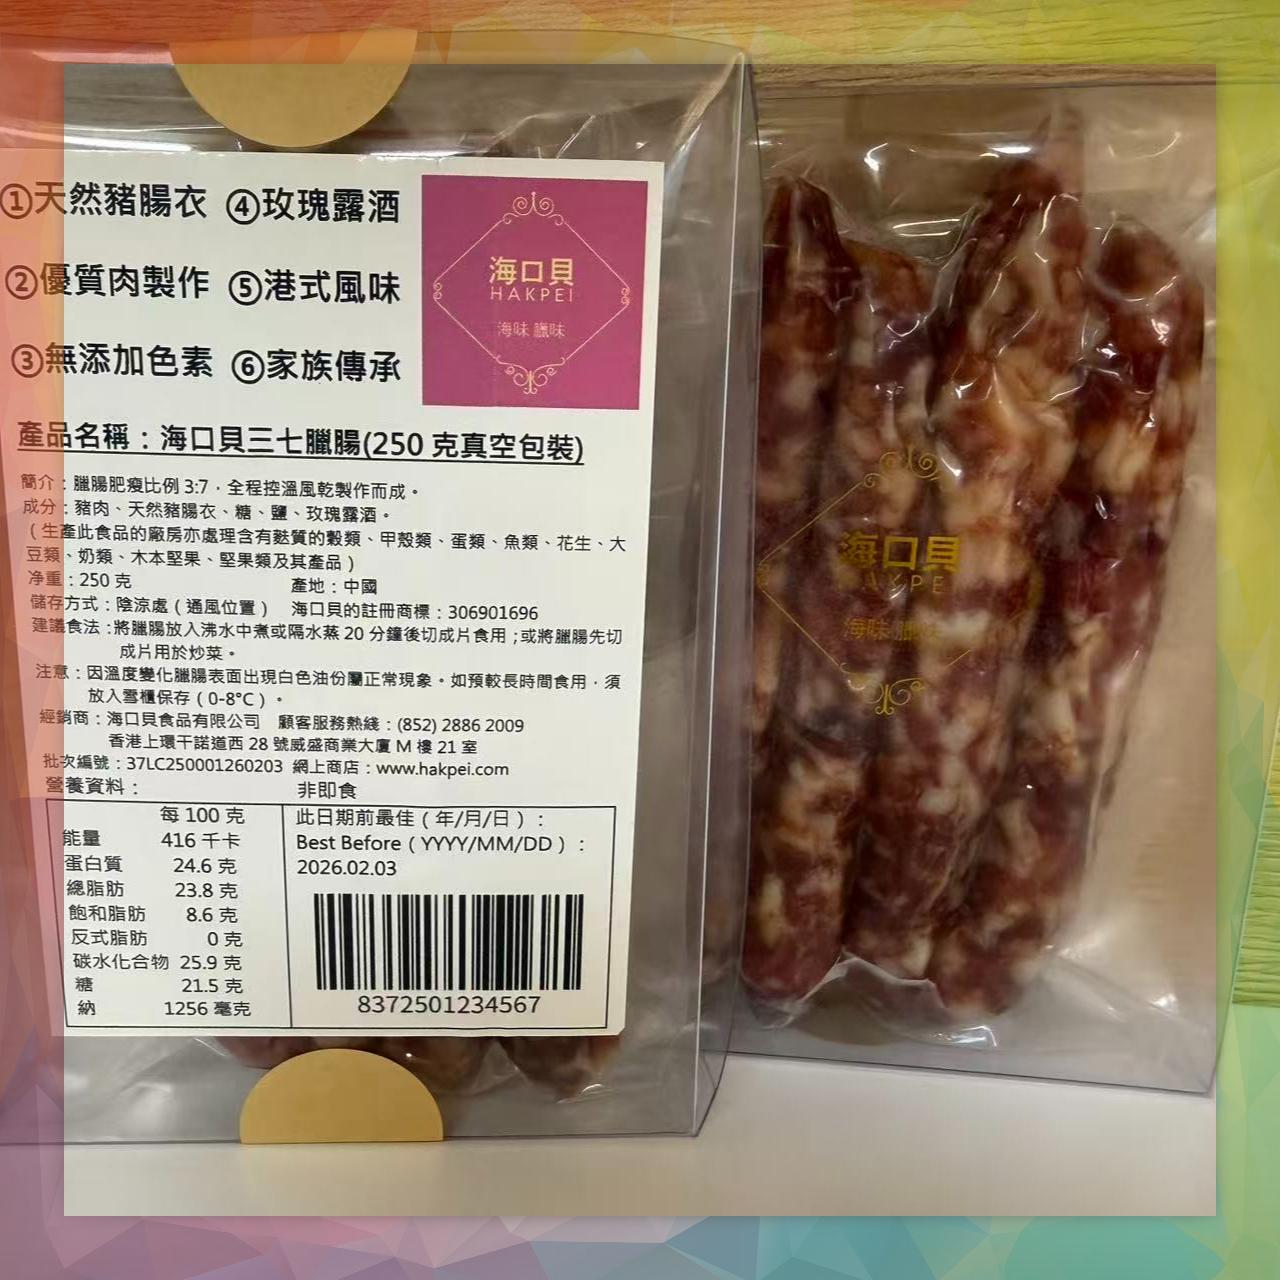 ①天然豬腸衣 ④玫瑰露酒
②優質肉製作 ⑤港式風味
③無添加色素 ⑥家族傳承
海口貝
HAKPEI
海味 臘味
產品名稱：海口貝三七臘腸(250 克真空包裝)
簡介：臘腸肥瘦比例 3:7，全程控溫風乾製作而成。
成分：豬肉、天然豬腸衣、糖、鹽、玫瑰露酒。
（生產此食品的廠房亦處理含有麩質的穀類、甲殼類、蛋類、魚類、花生、大
豆類、奶類、木本堅果、堅果類及其產品）
净重：250 克 產地：中國
儲存方式：陰涼處（通風位置） 海口貝的註冊商標：306901696
建議食法：將臘腸放入沸水中煮或隔水蒸 20 分鐘後切成片食用；或將臘腸先切
成片用於炒菜。
注意：因溫度變化臘腸表面出現白色油份屬正常現象。如預較長時間食用，須
放入雪櫃保存（0-8°C）。
經銷商：海口貝食品有限公司 顧客服務熱綫：(852) 2886 2009
香港上環干諾道西 28 號威盛商業大廈 M 樓 21 室
批次編號：37LC250001260203 網上商店：www.hakpei.com
營養資料： 非即食
每 100 克
能量 416 千卡
蛋白質 24.6 克
總脂肪 23.8 克
飽和脂肪 8.6 克
反式脂肪 0 克
碳水化合物 25.9 克
糖 21.5 克
納 1256 毫克
此日期前最佳（年/月/日）：
Best Before（YYYY/MM/DD）：
2026.02.03
8372501234567
海口貝
HAKPEI
海味 臘味